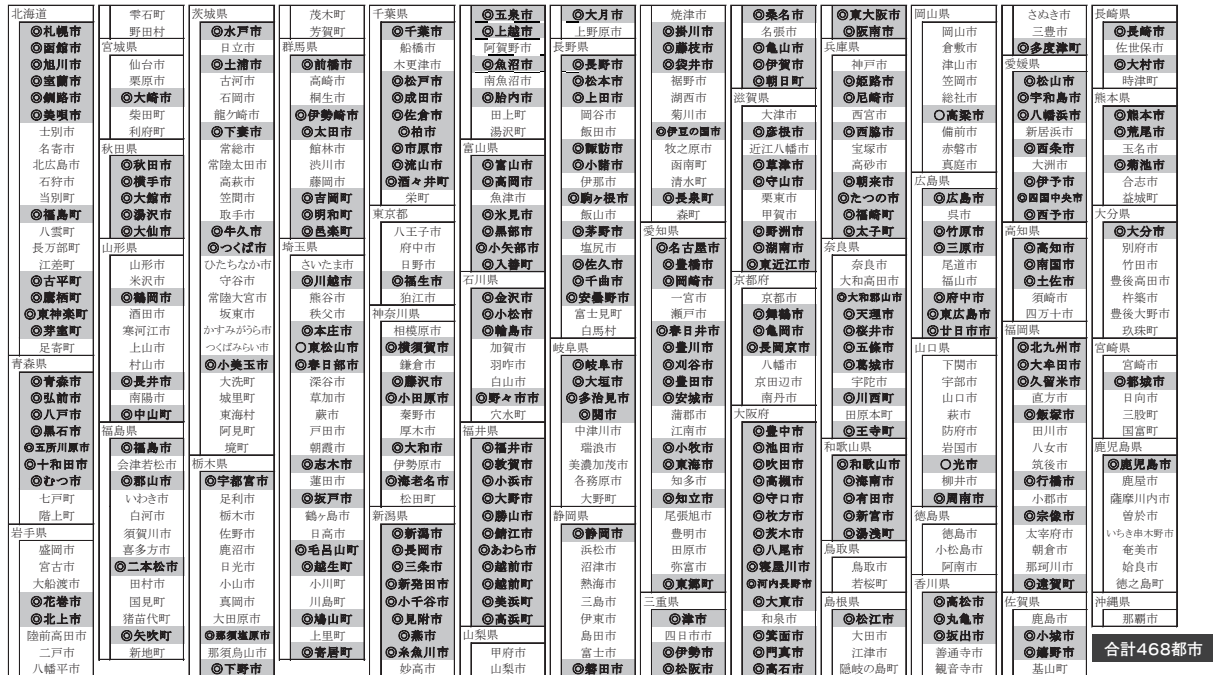 北海道
◎札幌市
◎函館市
◎旭川市
◎室蘭市
◎釧路市
◎美唄市
士別市
名寄市
北広島市
石狩市
当別町
◎福島町
八雲町
長万部町
江差町
◎古平町
◎鷹栖町
◎東神楽町
◎芽室町
足寄町
青森県
◎青森市
◎弘前市
◎八戸市
◎黒石市
◎五所川原市
◎十和田市
◎むつ市
七戸町
階上町
岩手県
盛岡市
宮古市
大船渡市
◎花巻市
◎北上市
陸前高田市
二戸市
八幡平市
雫石町
野田村
宮城県
仙台市
栗原市
◎大崎市
柴田町
利府町
秋田県
◎秋田市
◎横手市
◎大館市
◎湯沢市
◎大仙市
山形県
山形市
米沢市
◎鶴岡市
酒田市
寒河江市
上山市
村山市
◎長井市
南陽市
◎中山町
福島県
◎福島市
会津若松市
◎郡山市
いわき市
白河市
須賀川市
喜多方市
◎二本松市
田村市
国見町
猪苗代町
◎矢吹町
新地町
茨城県
◎水戸市
日立市
◎土浦市
古河市
石岡市
龍ケ崎市
◎下妻市
常総市
常陸太田市
高萩市
笠間市
取手市
◎牛久市
◎つくば市
ひたちなか市
守谷市
常陸大宮市
坂東市
かすみがうら市
つくばみらい市
◎小美玉市
大洗町
城里町
東海村
阿見町
境町
栃木県
◎宇都宮市
足利市
栃木市
佐野市
鹿沼市
日光市
小山市
真岡市
大田原市
◎那須塩原市
那須烏山市
◎下野市
茂木町
芳賀町
群馬県
◎前橋市
高崎市
桐生市
◎伊勢崎市
◎太田市
館林市
渋川市
藤岡市
◎吉岡町
◎明和町
◎邑楽町
埼玉県
さいたま市
◎川越市
熊谷市
秩父市
◎本庄市
○東松山市
◎春日部市
深谷市
草加市
蕨市
戸田市
朝霞市
◎志木市
蓮田市
◎坂戸市
鶴ヶ島市
日高市
◎毛呂山町
◎越生町
小川町
川島町
◎鳩山町
上里町
◎寄居町
千葉県
◎千葉市
船橋市
木更津市
◎松戸市
◎成田市
◎佐倉市
◎柏市
◎市原市
◎流山市
◎酒々井町
栄町
東京都
八王子市
府中市
日野市
◎福生市
狛江市
神奈川県
相模原市
◎横須賀市
鎌倉市
◎藤沢市
◎小田原市
秦野市
厚木市
◎大和市
伊勢原市
◎海老名市
松田町
新潟県
◎新潟市
◎長岡市
◎三条市
◎新発田市
◎小千谷市
◎見附市
◎燕市
◎糸魚川市
妙高市
◎五泉市
◎上越市
阿賀野市
◎魚沼市
南魚沼市
◎胎内市
田上町
湯沢町
富山県
◎富山市
◎高岡市
魚津市
◎氷見市
◎黒部市
◎小矢部市
◎入善町
石川県
◎金沢市
◎小松市
◎輪島市
加賀市
羽咋市
白山市
◎野々市市
穴水町
福井県
◎福井市
◎敦賀市
◎小浜市
◎大野市
◎勝山市
◎鯖江市
◎あわら市
◎越前市
◎越前町
◎美浜町
◎高浜町
山梨県
甲府市
山梨市
◎大月市
上野原市
長野県
◎長野市
◎松本市
◎上田市
岡谷市
飯田市
◎諏訪市
◎小諸市
伊那市
◎駒ヶ根市
飯山市
◎茅野市
塩尻市
◎佐久市
◎千曲市
◎安曇野市
富士見町
白馬村
岐阜県
◎岐阜市
◎大垣市
◎多治見市
◎関市
中津川市
瑞浪市
美濃加茂市
各務原市
大野町
静岡県
◎静岡市
浜松市
沼津市
熱海市
三島市
伊東市
島田市
富士市
◎磐田市
焼津市
◎掛川市
◎藤枝市
◎袋井市
裾野市
湖西市
菊川市
◎伊豆の国市
牧之原市
函南町
清水町
◎長泉町
森町
愛知県
◎名古屋市
◎豊橋市
◎岡崎市
一宮市
瀬戸市
◎春日井市
◎豊川市
◎刈谷市
◎豊田市
◎安城市
蒲郡市
江南市
◎小牧市
◎東海市
知多市
◎知立市
尾張旭市
豊明市
田原市
弥富市
◎東郷町
三重県
◎津市
四日市市
◎伊勢市
◎松阪市
◎桑名市
名張市
◎亀山市
◎伊賀市
◎朝日町
滋賀県
大津市
◎彦根市
近江八幡市
◎草津市
◎守山市
栗東市
甲賀市
◎野洲市
◎湖南市
◎東近江市
京都府
京都市
◎舞鶴市
◎亀岡市
◎長岡京市
八幡市
京田辺市
南丹市
大阪府
◎豊中市
◎池田市
◎吹田市
◎高槻市
◎守口市
◎枚方市
◎茨木市
◎八尾市
◎寝屋川市
◎河内長野市
◎大東市
和泉市
◎箕面市
◎門真市
◎高石市
◎東大阪市
◎阪南市
兵庫県
神戸市
◎姫路市
◎尼崎市
西宮市
◎西脇市
宝塚市
高砂市
◎朝来市
◎たつの市
◎福崎町
◎太子町
奈良県
奈良市
大和高田市
◎大和郡山市
◎天理市
◎桜井市
◎五條市
◎葛城市
宇陀市
◎川西町
田原本町
◎王寺町
和歌山県
◎和歌山市
◎海南市
◎有田市
◎新宮市
◎湯浅町
鳥取県
鳥取市
若桜町
島根県
◎松江市
大田市
江津市
隠岐の島町
岡山県
岡山市
倉敷市
津山市
笠岡市
総社市
○高梁市
備前市
赤磐市
真庭市
広島県
◎広島市
呉市
◎竹原市
◎三原市
尾道市
福山市
◎府中市
◎東広島市
◎廿日市市
山口県
下関市
宇部市
山口市
萩市
防府市
岩国市
○光市
柳井市
◎周南市
徳島県
徳島市
小松島市
阿南市
香川県
◎高松市
◎丸亀市
◎坂出市
善通寺市
観音寺市
さぬき市
三豊市
◎多度津町
愛媛県
◎松山市
◎宇和島市
◎八幡浜市
新居浜市
◎西条市
大洲市
◎伊予市
◎四国中央市
◎西予市
高知県
◎高知市
◎南国市
◎土佐市
須崎市
四万十市
福岡県
◎北九州市
◎大牟田市
◎久留米市
直方市
◎飯塚市
田川市
八女市
筑後市
◎行橋市
小郡市
◎宗像市
太宰府市
朝倉市
那珂川市
◎遠賀町
佐賀県
鹿島市
◎小城市
◎嬉野市
基山町
長崎県
◎長崎市
佐世保市
◎大村市
時津町
熊本県
◎熊本市
◎荒尾市
玉名市
◎菊池市
合志市
益城町
大分県
◎大分市
別府市
竹田市
豊後高田市
杵築市
豊後大野市
玖珠町
宮崎県
宮崎市
◎都城市
日向市
三股町
国富町
鹿児島県
◎鹿児島市
鹿屋市
薩摩川内市
曽於市
いちき串木野市
奄美市
姶良市
徳之島町
沖縄県
那覇市
合計468都市